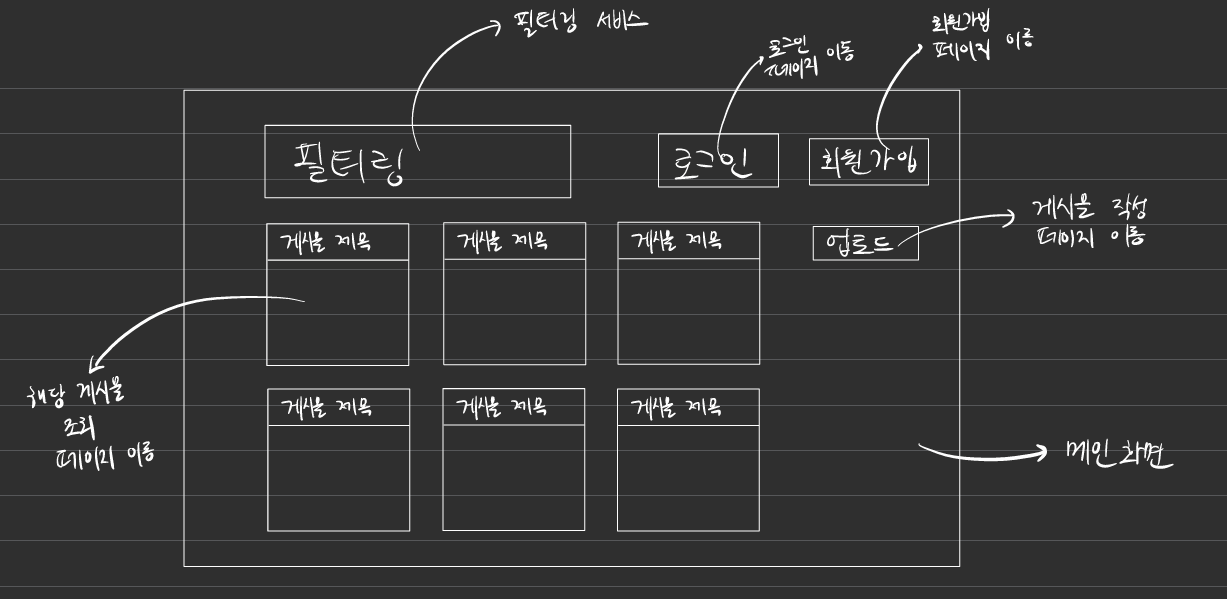 필터링 서비스
로그인
페이지 이동
회원가입
페이지 이동
필터링
로그인
회원가입
게시물 작성
페이지 이동
게시물 제목
게시물 제목
게시물 제목
업로드
해당 게시물
조회
페이지 이동
게시물 제목
게시물 제목
게시물 제목
메인 화면